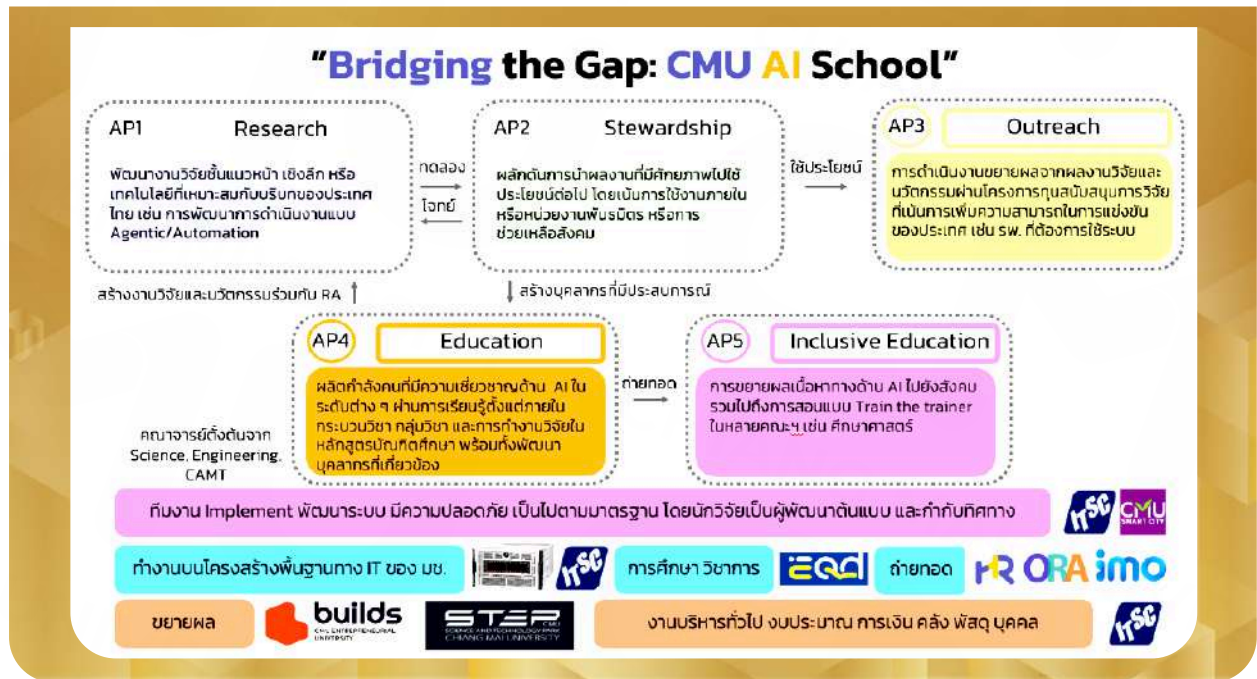 "Bridging the Gap: CMU AI School"
AP1 Research
พัฒนางานวิจัยชั้นแนวหน้า เชิงลึก หรือ
เทคโนโลยีที่เหมาะสมกับบริบทของประเทศ
ไทย เช่น การพัฒนาการดำเนินงานแบบ
Agentic/Automation
ทดลอง
โจทย์
AP2 Stewardship
ผลักดันการนำผลงานที่มีศักยภาพไปใช้
ประโยชน์ต่อไป โดยเน้นการใช้งานภายใน
หรือหน่วยงานพันธมิตร หรือการ
ช่วยเหลือสังคม
ใช้ประโยชน์
AP3 Outreach
การดำเนินงานขยายผลจากผลงานวิจัยและ
นวัตกรรมผ่านโครงการทุนสนับสนุนการวิจัย
ที่เน้นการเพิ่มความสามารถในการแข่งขัน
ของประเทศ เช่น รพ. ที่ต้องการใช้ระบบ
สร้างงานวิจัยและนวัตกรรมร่วมกับ RA
สร้างบุคลากรที่มีประสบการณ์
AP4 Education
ผลิตกำลังคนที่มีความเชี่ยวชาญด้าน AI ใน
ระดับต่าง ๆ ผ่านการเรียนรู้ตั้งแต่ภายใน
กระบวนวิชา กลุ่มวิชา และการทำงานวิจัยใน
หลักสูตรบัณฑิตศึกษา พร้อมทั้งพัฒนา
บุคลากรที่เกี่ยวข้อง
ถ่ายทอด
AP5 Inclusive Education
การขยายผลเนื้อหาทางด้าน AI ไปยังสังคม
รวมไปถึงการสอนแบบ Train the trainer
ในหลายคณะฯ เช่น ศึกษาศาสตร์
คณาจารย์ตั้งต้นจาก
Science, Engineering,
CAMT
ทีมงาน Implement พัฒนาระบบ มีความปลอดภัย เป็นไปตามมาตรฐาน โดยนักวิจัยเป็นผู้พัฒนาต้นแบบ และกำกับทิศทาง
ITSC
CMU
SMART CITY
ทำงานบนโครงสร้างพื้นฐานทาง IT ของ มช.
ITSC
การศึกษา วิชาการ
EQD
ถ่ายทอด
HR ORA imo
ขยายผล
builds
CMU ENTREPRENEURIAL
UNIVERSITY
STEP CMU
SCIENCE AND TECHNOLOGY PARK
CHIANG MAI UNIVERSITY
งานบริหารทั่วไป งบประมาณ การเงิน คลัง พัสดุ บุคคล
ITSC